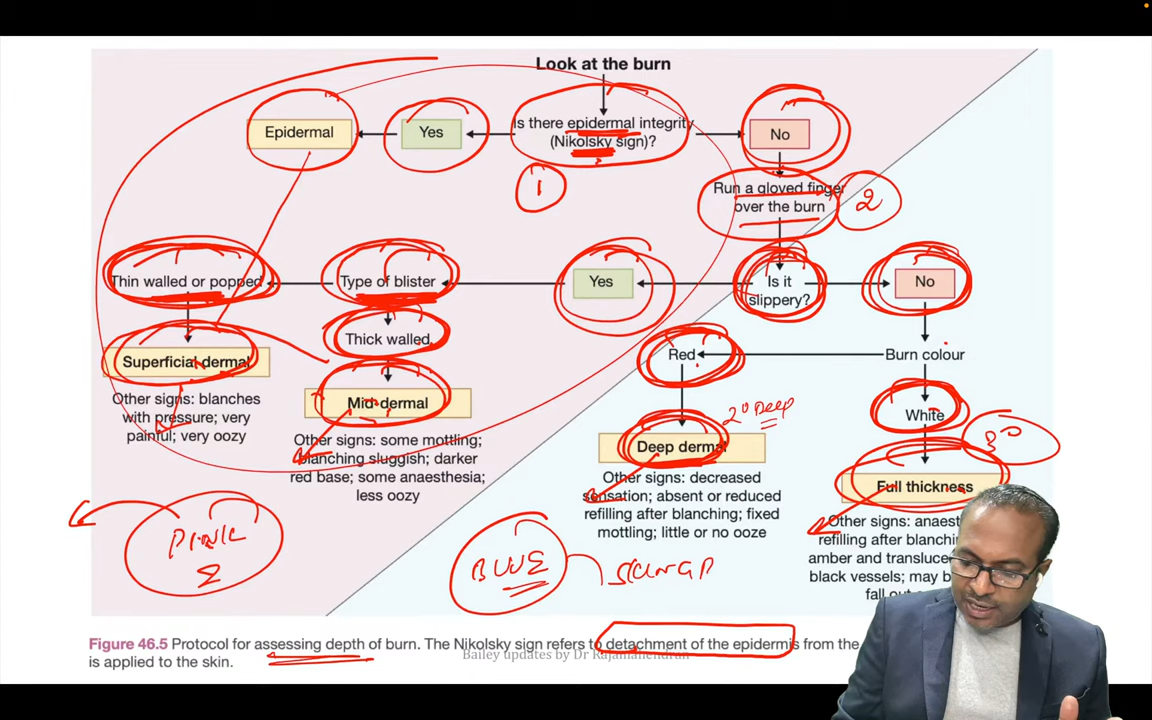 Look at the burn
Is there epidermal integrity
(Nikolsky sign)?
Yes
Epidermal
No
1
Run a gloved finger
over the burn
2
Is it
slippery?
Yes
Type of blister
Thin walled or popped
Superficial dermal
Other signs: blanches
with pressure; very
painful; very oozy
Thick walled
Mid-dermal
Other signs: some mottling;
blanching sluggish; darker
red base; some anaesthesia;
less oozy
No
Burn colour
Red
Deep dermal
2° Deep
Other signs: decreased
sensation; absent or reduced
refilling after blanching; fixed
mottling; little or no ooze
White
3°
Full thickness
Other signs:
refilling after
amber and
black vessels; may
fall
PINK
BLUE
Figure 46.5 Protocol for assessing depth of burn. The Nikolsky sign refers to detachment of the epidermis from the
is applied to the skin.
Bailey updates by Dr